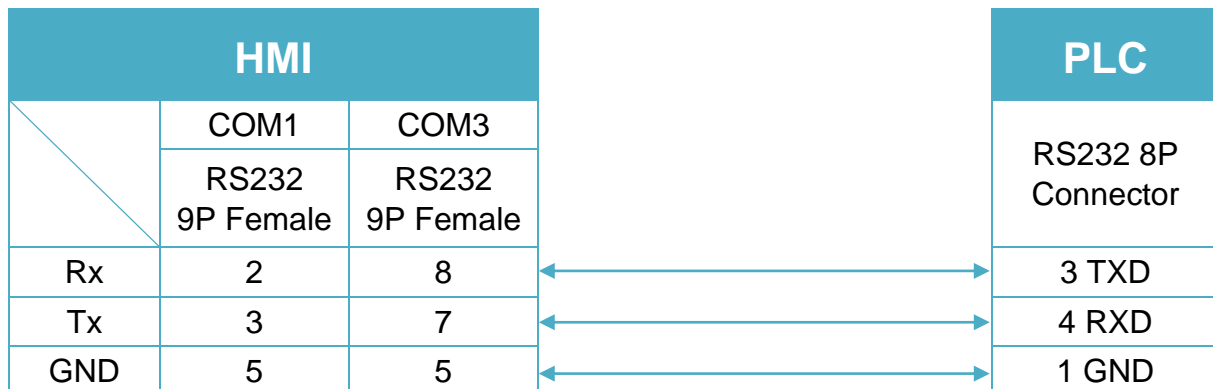 HMI PLC
COM1 COM3
RS232 8P
Connector
RS232
9P Female
RS232
9P Female
Rx 2 8 3 TXD
Tx 3 7 4 RXD
GND 5 5 1 GND